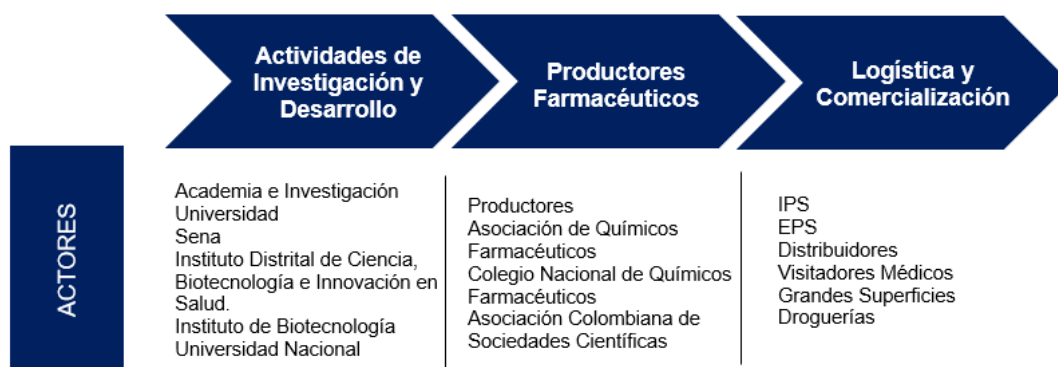 Actividades de
Investigación y
Desarrollo
Productores
Farmacéuticos
Logística y
Comercialización
ACTORES
Academia e Investigación
Universidad
Sena
Instituto Distrital de Ciencia,
Biotecnología e Innovación en
Salud.
Instituto de Biotecnología
Universidad Nacional
Productores
Asociación de Químicos
Farmacéuticos
Colegio Nacional de Químicos
Farmacéuticos
Asociación Colombiana de
Sociedades Científicas
IPS
EPS
Distribuidores
Visitadores Médicos
Grandes Superficies
Droguerías